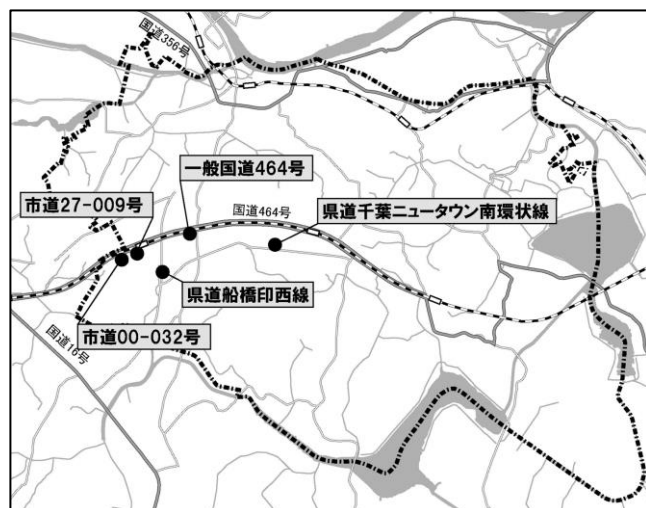 国道356号
一般国道464号
市道27-009号
国道464号
県道千葉ニュータウン南環状線
県道船橋印西線
市道00-032号
国道16号